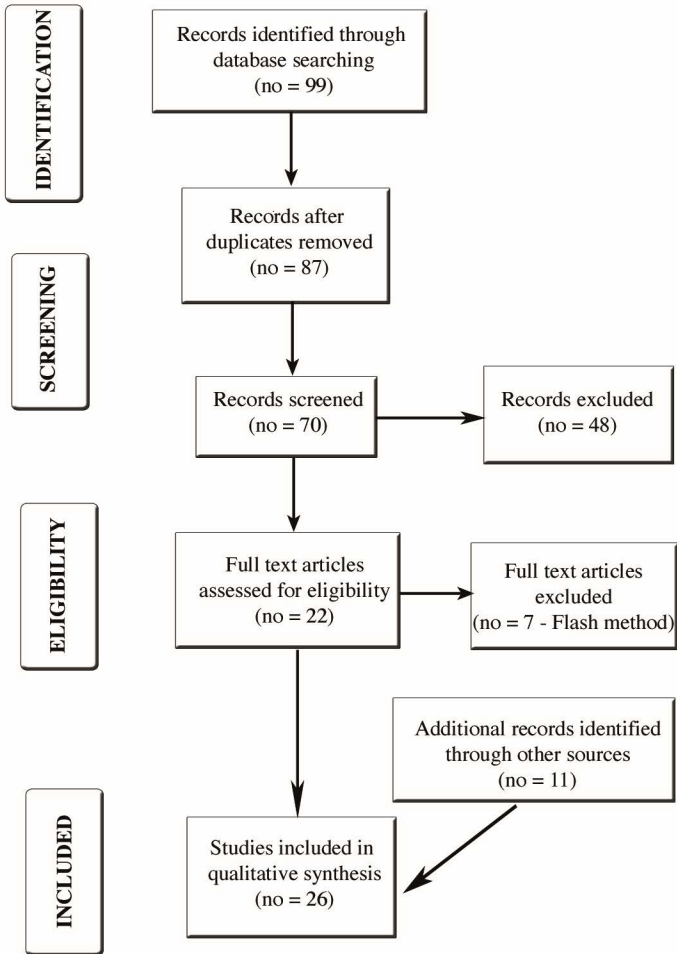 IDENTIFICATION
Records identified through
database searching
(no = 99)
Records after
duplicates removed
(no = 87)
SCREENING
Records screened
(no = 70)
Records excluded
(no = 48)
ELIGIBILITY
Full text articles
assessed for eligibility
(no = 22)
Full text articles
excluded
(no = 7 - Flash method)
Additional records identified
through other sources
(no = 11)
INCLUDED
Studies included in
qualitative synthesis
(no = 26)